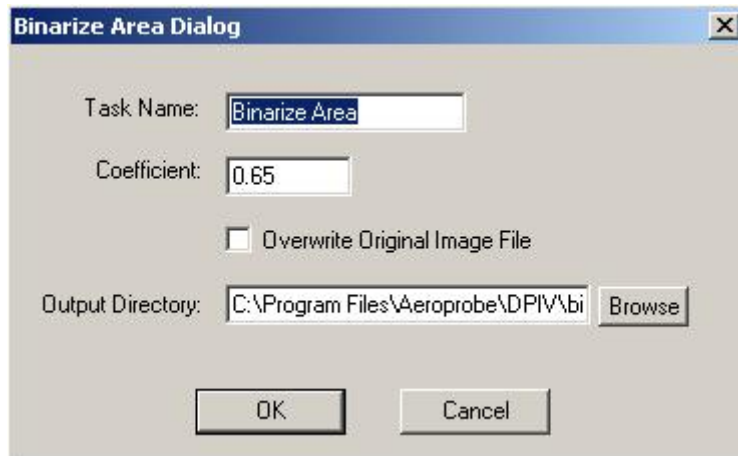 Binarize Area Dialog
Task Name: Binarize Area
Coefficient: 0.65
Overwrite Original Image File
Output Directory: C:\Program Files\Aeroprobe\DPIV\bi Browse
OK Cancel